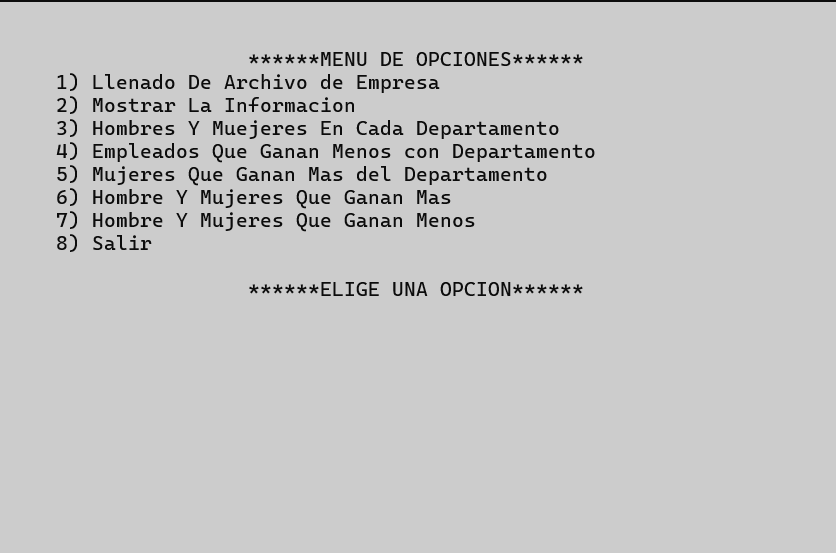 ******MENU DE OPCIONES******
1) Llenado De Archivo de Empresa
2) Mostrar La Informacion
3) Hombres Y Muejeres En Cada Departamento
4) Empleados Que Ganan Menos con Departamento
5) Mujeres Que Ganan Mas del Departamento
6) Hombre Y Mujeres Que Ganan Mas
7) Hombre Y Mujeres Que Ganan Menos
8) Salir
******ELIGE UNA OPCION******